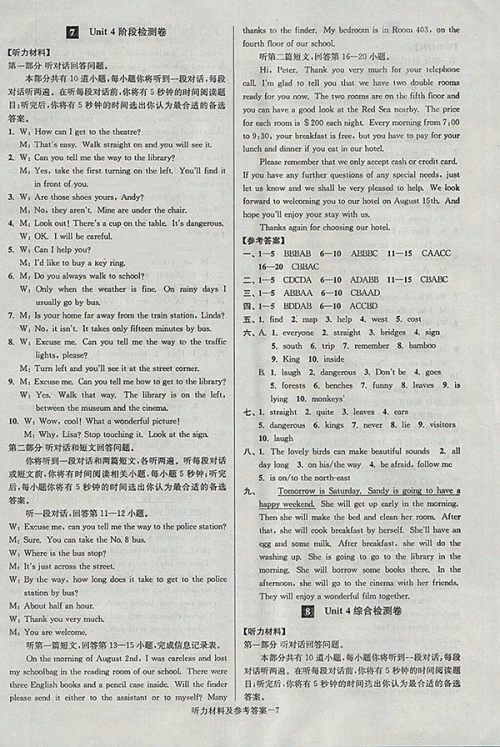 7 Unit 4 阶段检测卷
【听力材料】
第一部分 听对话回答问题。
本部分共有 10 道小题,每小题你将听到一段对话,每段
对话听两遍。在听每段对话前,你将有 5 秒钟的时间阅读
题目;听完后,你将有 5 秒钟的时间选出你认为最合适的备选
答案。
1. W: How can I get to the theatre?
M: That's easy. Walk straight on and you will see it.
2. W: Can you tell me the way to the library?
M: Yes, take the first turning on the left. You'll find it
in front of you.
3. W: Are those shoes yours, Andy?
M: No, they aren't. Mine are under the chair.
4. M: Look out! There's a cup on the table. It's dangerous.
W: OK. I will be careful.
5. W: Can I help you?
M: I'd like to buy a key ring.
6. M: Do you always walk to school?
W: Only when the weather is fine. On rainy days I
usually go by bus.
7. M: Is your home far away from the train station, Linda?
W: No, it isn't. It takes only fifteen minutes by bus.
8. W: Excuse me. Can you tell me the way to the traffic
lights, please?
M: Turn left and you'll see it at the street corner.
9. M: Excuse me. Can you tell me how to get to the library?
W: Yes. Walk that way. The library is on the left,
between the museum and the cinema.
10. W: Wow, cool! What a wonderful picture!
M: Why, Lisa? Stop touching it. Look at the sign.
第二部分 听对话和短文回答问题。
你将听到一段对话和两篇短文,各听两遍。听每段对话
或短文前,你将有时间阅读相关小题,每小题 5 秒钟;听完
后,你将有 5 秒钟的时间选出你认为最合适的备选
答案。
听一段对话,回答第 11—12 小题。
W: Excuse me, can you tell me the way to the police station?
M: Sure. You can take the No. 8 bus.
W: Where is the bus stop?
M: It's just across the street.
W: By the way, how long does it take to get to the police
station by bus?
M: About half an hour.
W: Thank you very much.
M: You are welcome.
听第一篇短文,回答第 13—15 小题,完成信息记录表。
On the morning of August 2nd, I was careless and lost
my schoolbag in the reading room of our school. There were
three English books and a pencil case inside. Will the finder
please send it either to the assistant or to myself? Many
thanks to the finder. My bedroom is in Room 403, on the
fourth floor of our school.
听第二篇短文,回答第 16—20 小题。
Hi, Peter. Thank you very much for your telephone
call. I'm glad to tell you that we have two double rooms
ready for you now. The two rooms are on the fifth floor and
you can have a good look at the Red Sea nearby. The price
for each room is $ 200 each night. Every morning from 7:00
to 9:30, your breakfast is free, but you have to pay for your
lunch and dinner if you eat in our hotel.
Please remember that we only accept cash or credit card.
If you have any further questions of any special needs, just
let us know and we shall be very pleased to help. We look
forward to welcoming you to our hotel on August 15th. And
hope you'll enjoy your stay with us.
Thanks again for choosing our hotel.
【参考答案】
一、1—5 BBBAB 6—10 ABBBC 11—15 CAACC
16—20 CBBAC
二、1—5 CDCDA 6—10 ADABB 11—15 CBABC
三、1—5 ABBAA 6—10 CBAAD
四、1—5 BDDAB 6—10 ACCBD
五、1. find 2. map 3. help 4. west 5. cost
六、A. 1. everyone 2. straight 3. bridges 4. sign
5. south 6. trip 7. remember 8. bamboo
9. King 10. inside
B. 1. laugh 2. dangerous 3. Don't be 4. goes
5. forests 6. benches 7. funny 8. leaves 9. is
lying 10. monkeys'
七、1. straight 2. quite 3. leaves 4. ears
5. dangerous 6. kings 7. never 8. lie 9. visitors
10. laugh
八、1. The lovely birds can make beautiful sounds 2. all
day long 3. on his/the way 4. be afraid, follow me
5. is on/to the north-east
九、 Tomorrow is Saturday. Sandy is going to have a
happy weekend. She will get up early in the morning.
Then she will make the bed and clean her room. After
that, she will cook breakfast by herself. She'll have an
egg and some milk. After breakfast, she will do the
washing up. She is going to go to the library in the
morning. She will borrow some books there. In the
afternoon, she will go to the cinema with her friends.
They will enjoy a wonderful film together.
8 Unit 4 综合检测卷
【听力材料】
第一部分 听对话回答问题。
本部分共有 10 道小题,每小题你将听到一段对话,每段
对话听两遍。在听每段对话前,你将有 5 秒钟的时间阅读题
目;听完后,你将有 5 秒钟的时间选出你认为最合适的备选
答案。
听力材料及参考答案—7